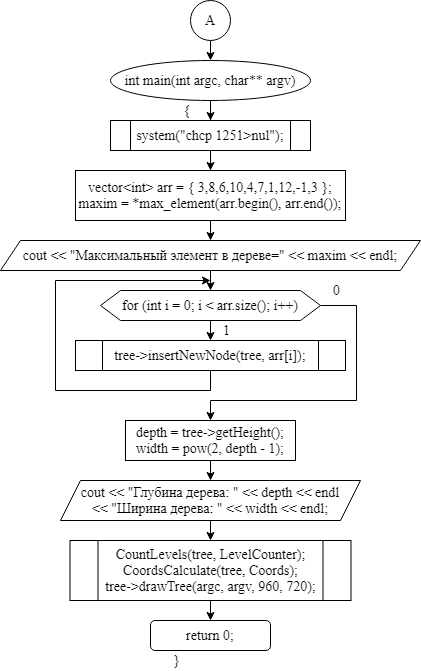 A
int main(int argc, char** argv)
{
system("chcp 1251>nul");
vector<int> arr = { 3,8,6,10,4,7,1,12,-1,3 };
maxim = *max_element(arr.begin(), arr.end());
cout << "Максимальный элемент в дереве=" << maxim << endl;
0
for (int i = 0; i < arr.size(); i++)
1
tree->insertNewNode(tree, arr[i]);
depth = tree->getHeight();
width = pow(2, depth - 1);
cout << "Глубина дерева: " << depth << endl
<< "Ширина дерева: " << width << endl;
CountLevels(tree, LevelCounter);
CoordsCalculate(tree, Coords);
tree->drawTree(argc, argv, 960, 720);
return 0;
}